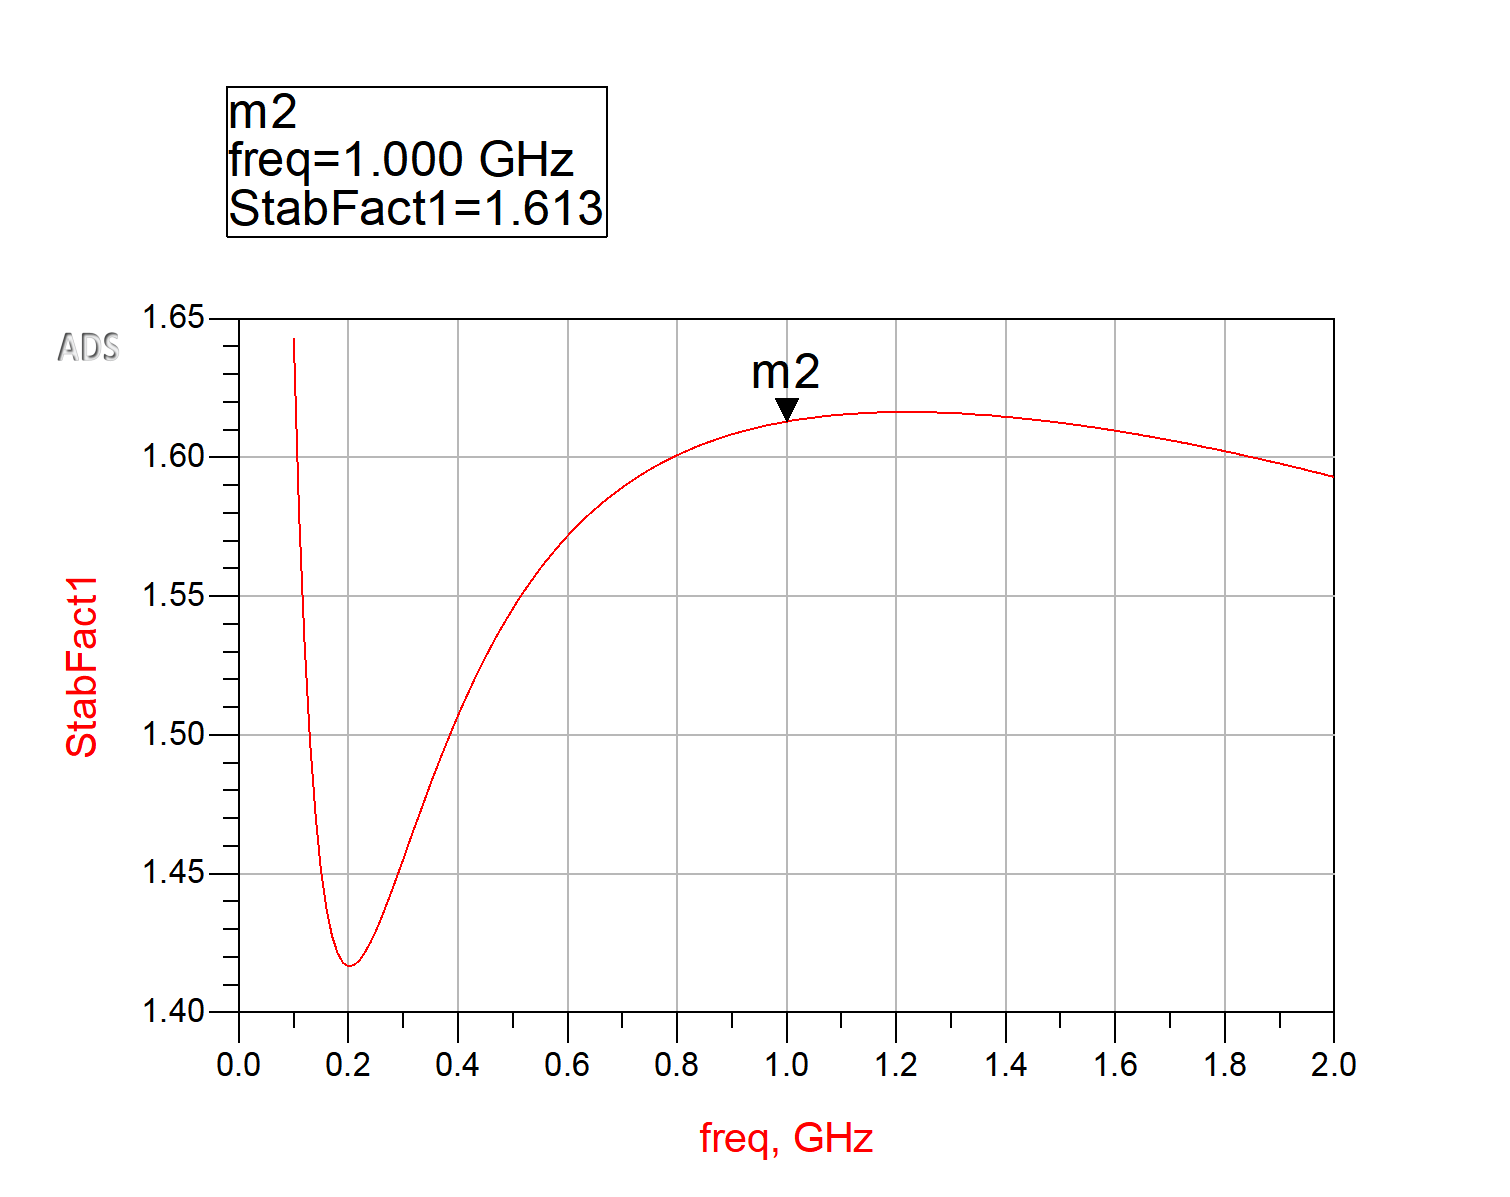 m2
freq=1.000 GHz
StabFact1=1.613
ADS
m2
StabFact1
1.65
1.60
1.55
1.50
1.45
1.40
0.0 0.2 0.4 0.6 0.8 1.0 1.2 1.4 1.6 1.8 2.0
freq, GHz